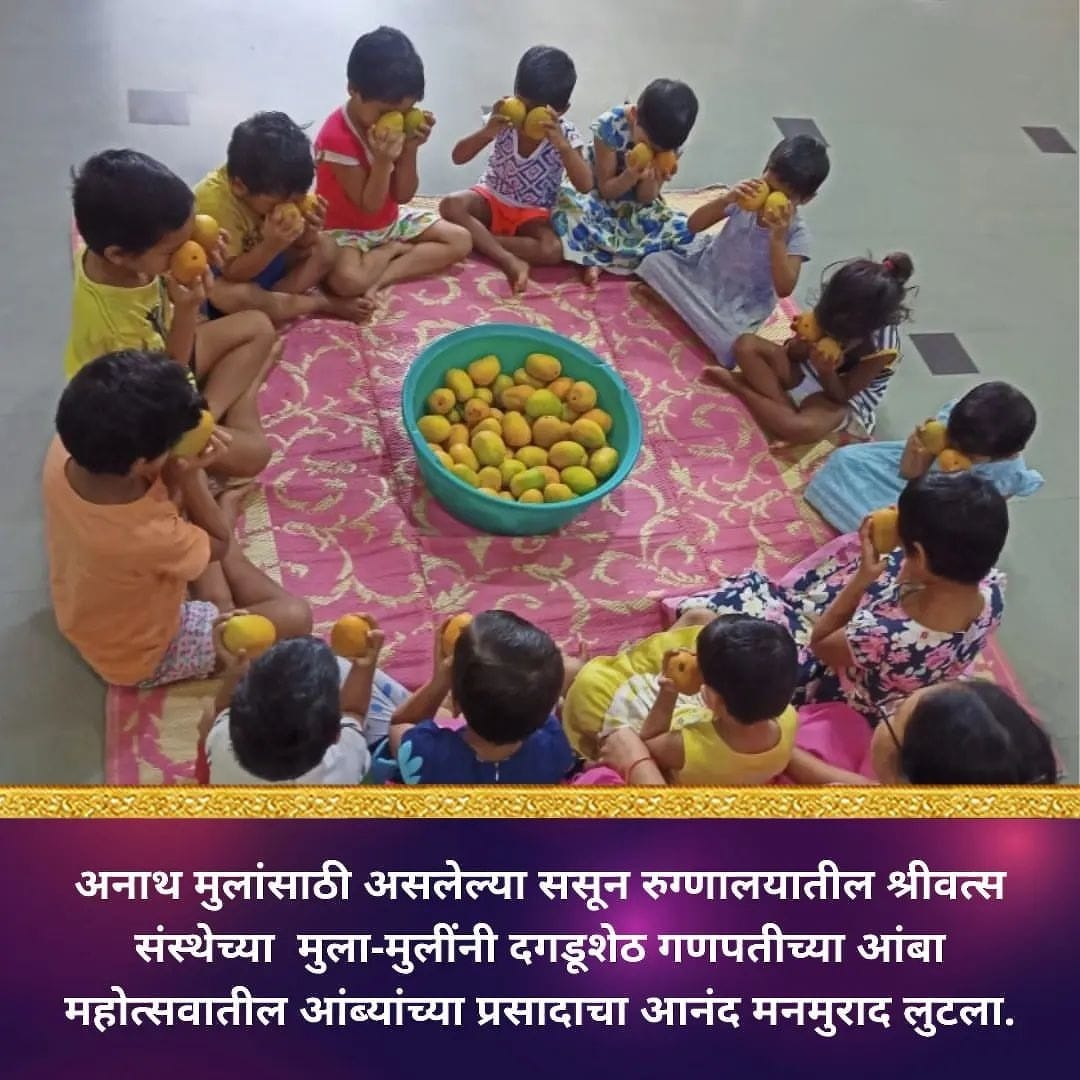 अनाथ मुलांसाठी असलेल्या ससून रुग्णालयातील श्रीवत्स
संस्थेच्या मुला-मुलींनी दगडूशेठ गणपतीच्या आंबा
महोत्सवातील आंब्यांच्या प्रसादाचा आनंद मनमुराद लुटला.